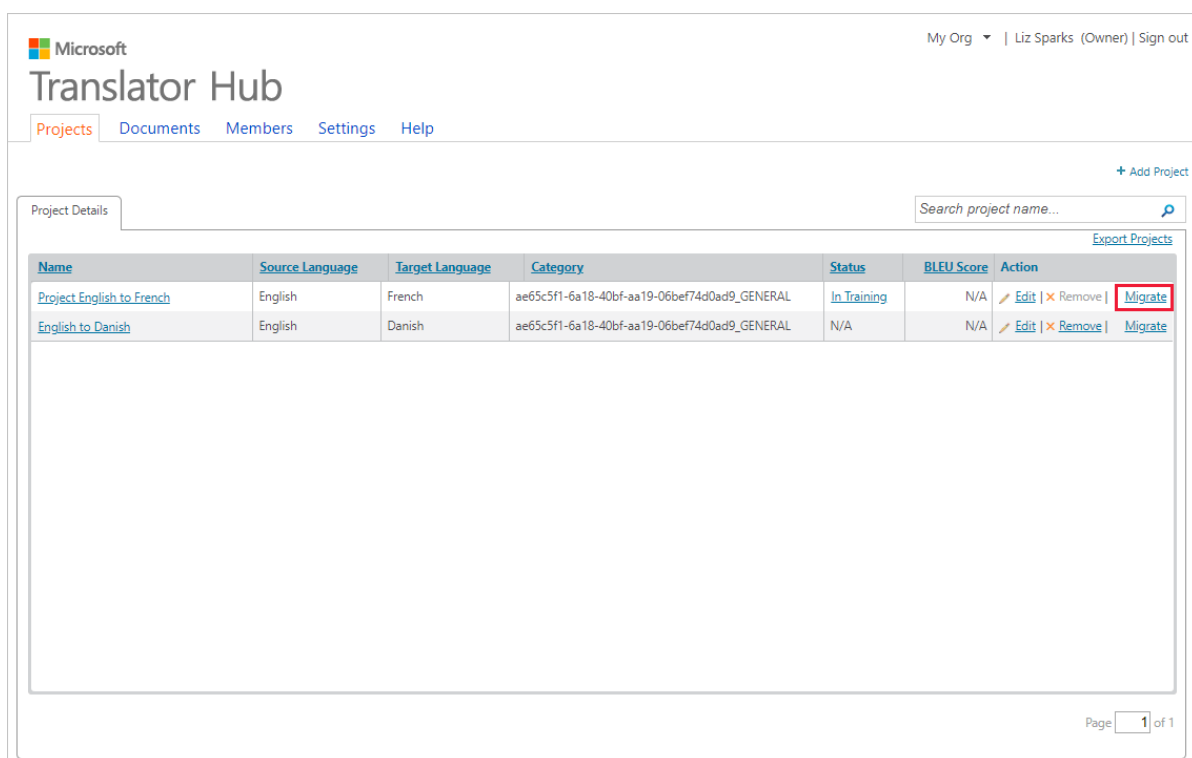 My Org | Liz Sparks (Owner) | Sign out
Microsoft
Translator Hub
Projects Documents Members Settings Help
+ Add Project
Project Details Search project name...
Export Projects
Name Source Language Target Language Category Status BLEU Score Action
Project English to French English French ae65c5f1-6a18-40bf-aa19-06bef74d0ad9_GENERAL In Training N/A Edit | × Remove | Migrate
English to Danish English Danish ae65c5f1-6a18-40bf-aa19-06bef74d0ad9_GENERAL N/A N/A Edit | × Remove | Migrate
Page 1 of 1